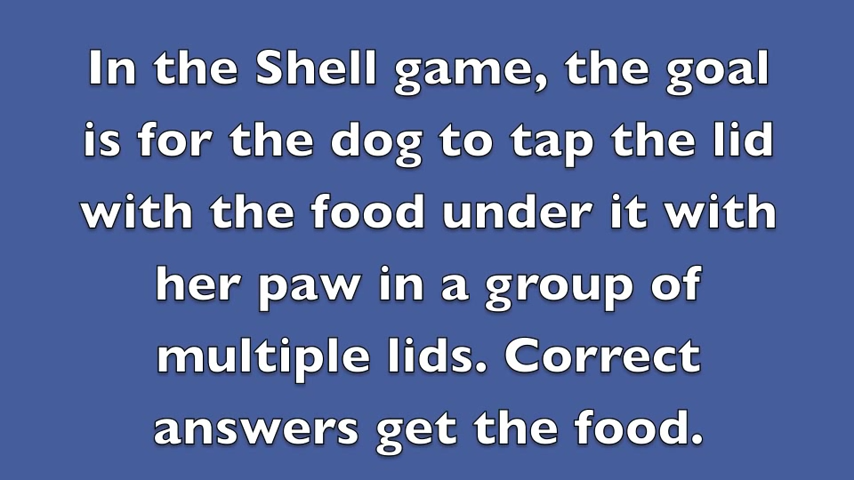 In the Shell game, the goal
is for the dog to tap the lid
with the food under it with
her paw in a group of
multiple lids. Correct
answers get the food.